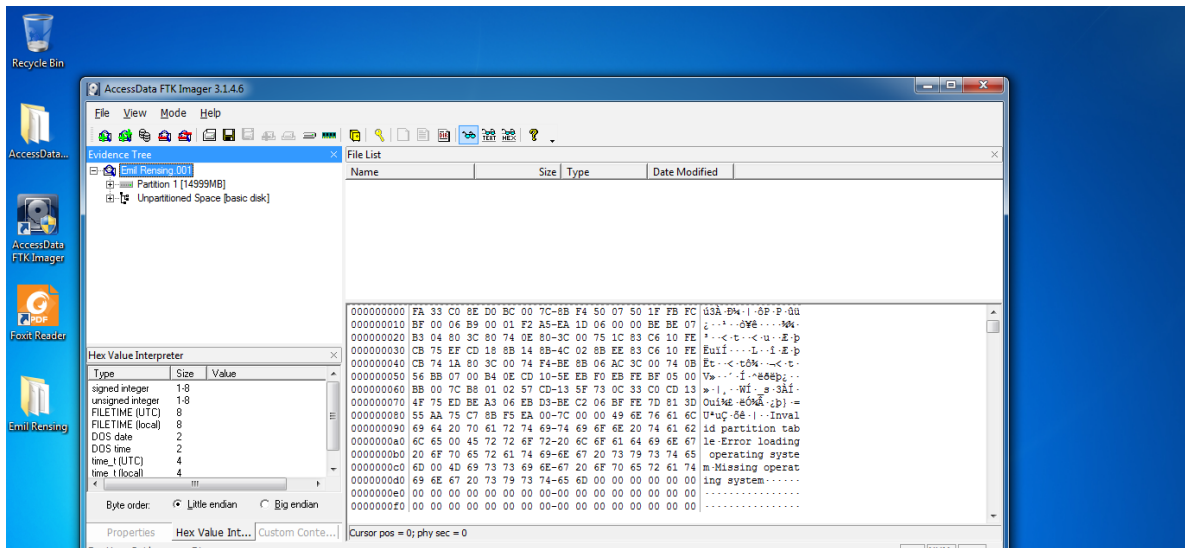 Recycle Bin
AccessData...
AccessData
FTK Imager
PDF
Foxit Reader
Emil Rensing
AccessData FTK Imager 3.1.4.6
File View Mode Help
TEXT HEX
Evidence Tree
Emil Rensing.001
Partition 1 [14999MB]
Unpartitioned Space [basic disk]
File List
Name Size Type Date Modified
Hex Value Interpreter
Type Size Value
signed integer 1-8
unsigned integer 1-8
FILETIME (UTC) 8
FILETIME (local) 8
DOS date 2
DOS time 2
time_t (UTC) 4
time_t (local) 4
Byte order: Little endian Big endian
Properties Hex Value Int... Custom Conte...
000000000 FA 33 C0 8E D0 BC 00 7C-8B F4 50 07 50 1F FB FC
000000010 BF 00 06 B9 00 01 F2 A5-EA 1D 06 00 00 BE BE 07
000000020 B3 04 80 3C 80 74 0E 80-3C 00 75 1C 83 C6 10 FE
000000030 CB 75 EF CD 18 8B 14 8B-4C 02 8B EE 83 C6 10 FE
000000040 CB 74 1A 80 3C 00 74 F4-BE 8B 06 AC 3C 00 74 0B
000000050 56 BB 07 00 B4 0E CD 10-5E EB F0 EB FE BF 05 00
000000060 BB 00 7C B8 01 02 57 CD-13 5F 73 0C 33 C0 CD 13
000000070 4F 75 ED BE A3 06 EB D3-BE C2 06 BF FE 7D 81 3D
000000080 55 AA 75 C7 8B F5 EA 00-7C 00 00 49 6E 76 61 6C ·Inval
000000090 69 64 20 70 61 72 74 69-74 69 6F 6E 20 74 61 62 id partition tab
0000000a0 6C 65 00 45 72 72 6F 72-20 6C 6F 61 64 69 6E 67 le·Error loading
0000000b0 20 6F 70 65 72 61 74 69-6E 67 20 73 79 73 74 65 operating syste
0000000c0 6D 00 4D 69 73 73 69 6E-67 20 6F 70 65 72 61 74 m·Missing operat
0000000d0 69 6E 67 20 73 79 73 74-65 6D 00 00 00 00 00 00 ing system······
0000000e0 00 00 00 00 00 00 00 00-00 00 00 00 00 00 00 00 ················
0000000f0 00 00 00 00 00 00 00 00-00 00 00 00 00 00 00 00 ················
Cursor pos = 0; phy sec = 0